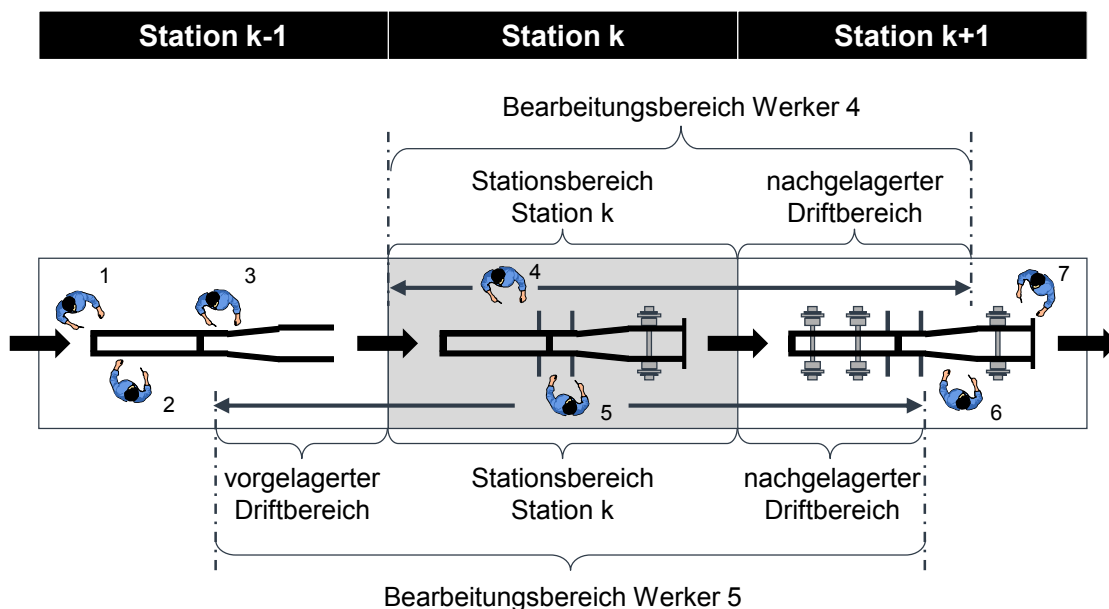 Station k-1 Station k Station k+1
Bearbeitungsbereich Werker 4
Stationsbereich
Station k
nachgelagerter
Driftbereich
1
3
4
7
2
5
6
vorgelagerter
Driftbereich
Stationsbereich
Station k
nachgelagerter
Driftbereich
Bearbeitungsbereich Werker 5